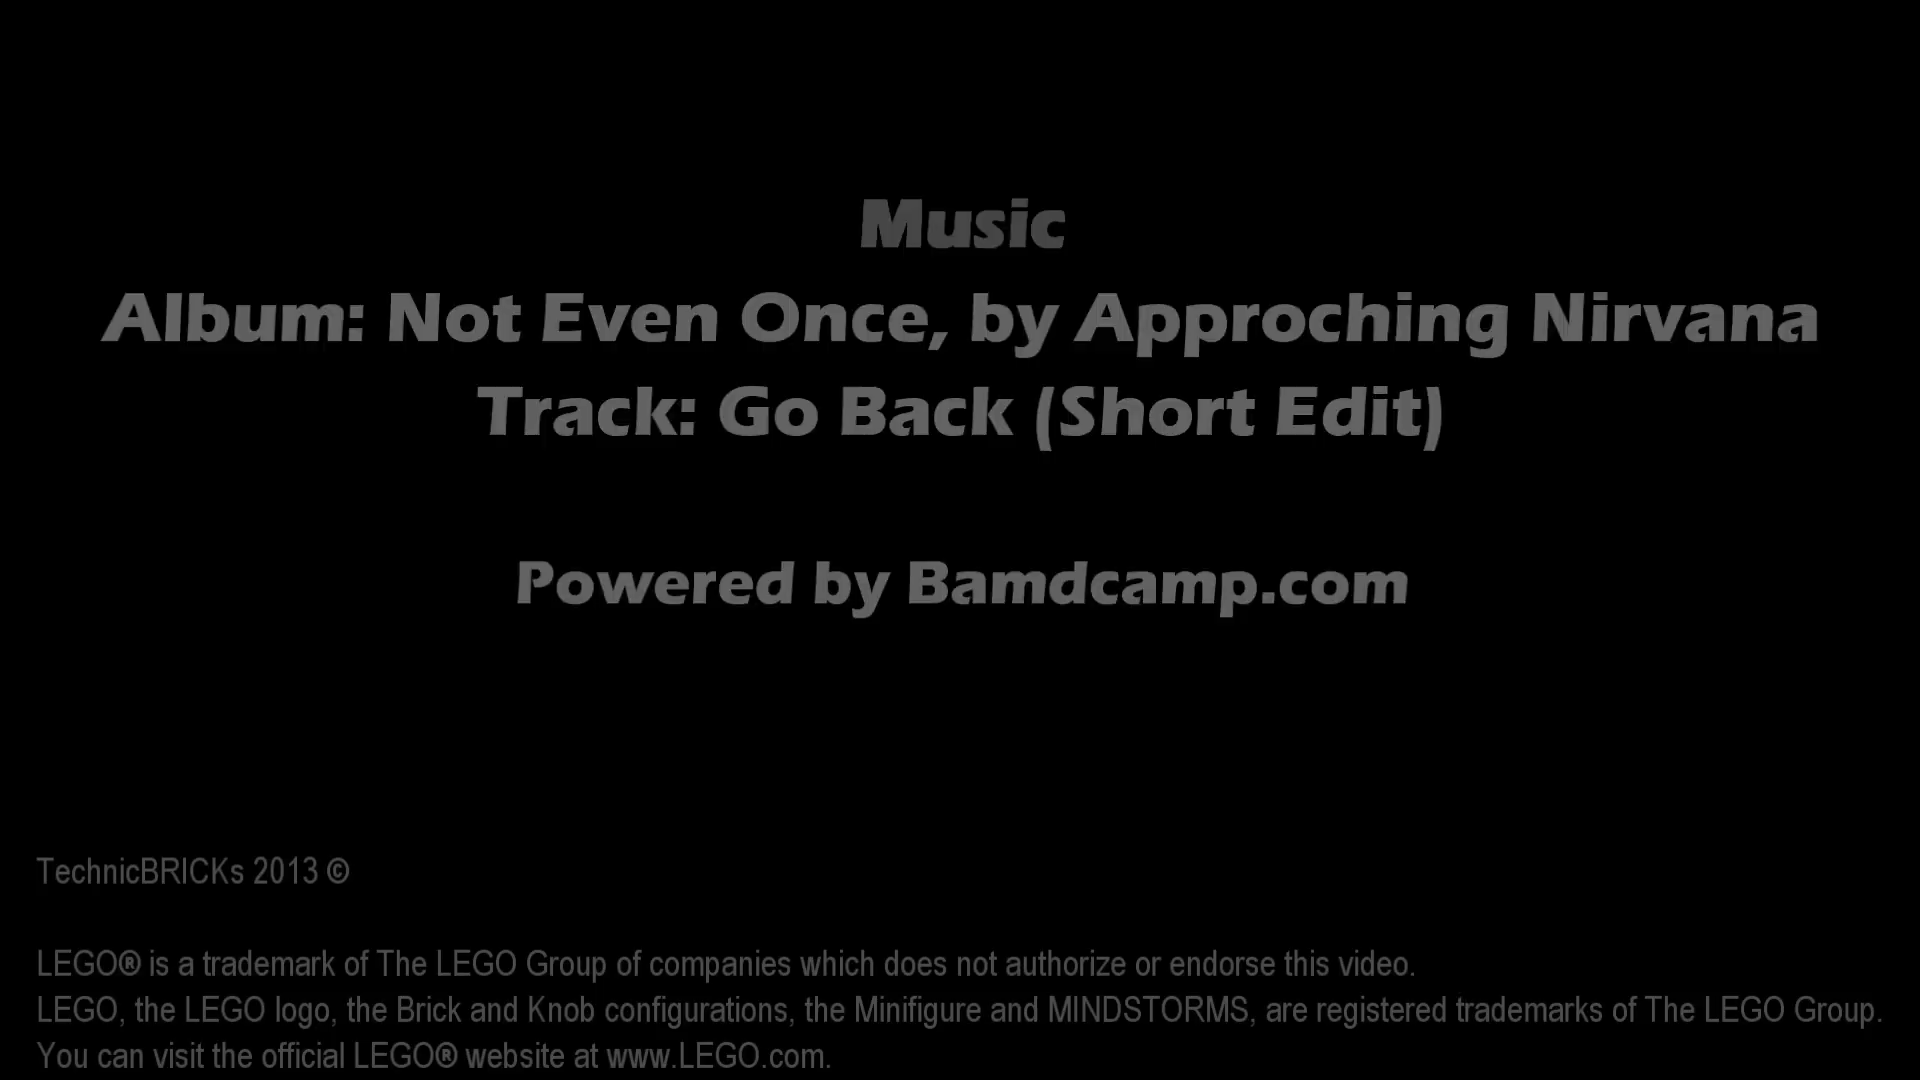 Music
Album: Not Even Once, by Approching Nirvana
Track: Go Back (Short Edit)
Powered by Bamdcamp.com
TechnicBRICKs 2013 ©
LEGO® is a trademark of The LEGO Group of companies which does not authorize or endorse this video.
LEGO, the LEGO logo, the Brick and Knob configurations, the Minifigure and MINDSTORMS, are registered trademarks of The LEGO Group.
You can visit the official LEGO® website at www.LEGO.com.